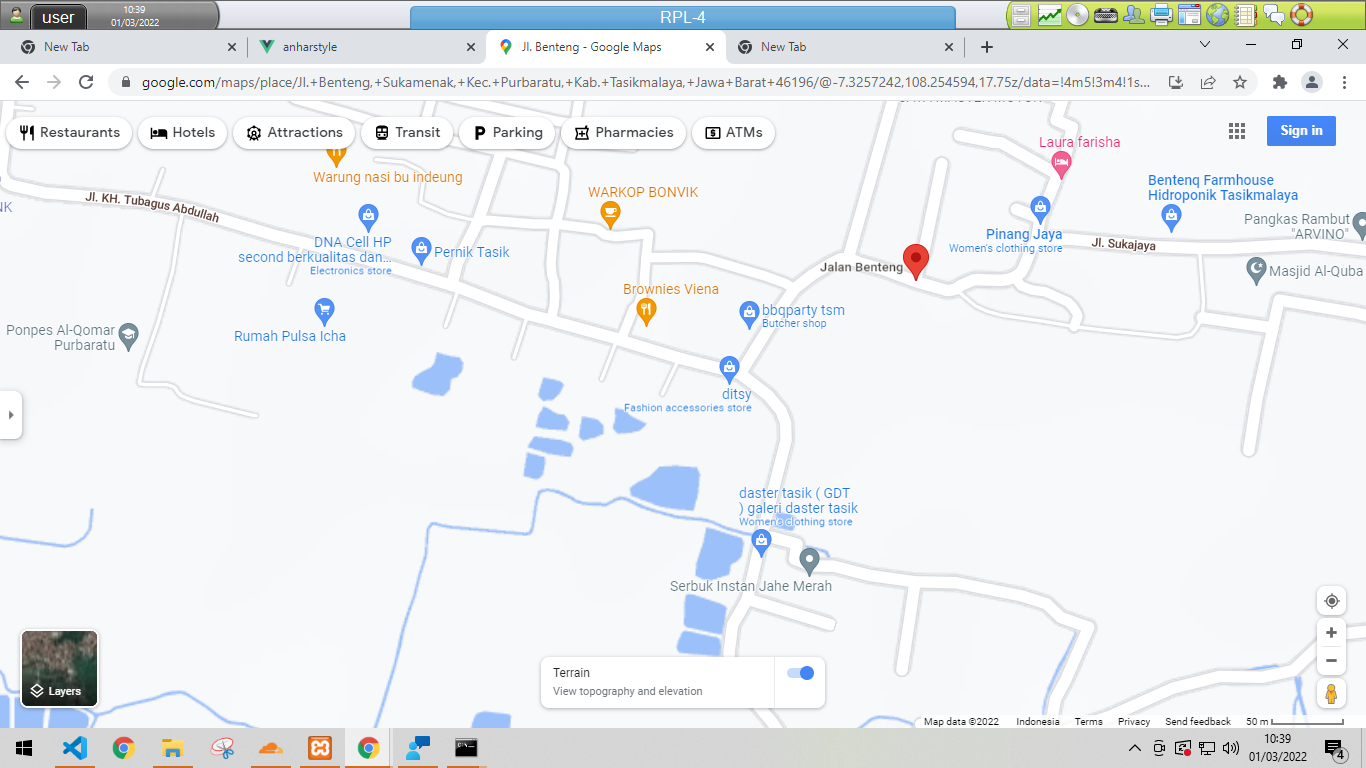 user
10:39
01/03/2022
RPL-4
New Tab
anharstyle
Jl. Benteng - Google Maps
New Tab
google.com/maps/place/Jl.+Benteng,+Sukamenak,+Kec.+Purbaratu,+Kab.+Tasikmalaya,+Jawa+Barat+46196/@-7.3257242,108.254594,17.75z/data=!4m5!3m4!1s...
Restaurants
Hotels
Attractions
Transit
Parking
Pharmacies
ATMs
Sign in
Laura farisha
Warung nasi bu indeung
Bentenq Farmhouse
Hidroponik Tasikmalaya
WARKOP BONVIK
NK
Jl. KH. Tubagus Abdullah
Pangkas Rambut
"ARVINO"
Pinang Jaya
Women's clothing store
Jl. Sukajaya
DNA Cell HP
second berkualitas dan...
Electronics store
Pernik Tasik
Jalan Benteng
Masjid Al-Quba
Brownies Viena
bbqparty tsm
Butcher shop
Ponpes Al-Qomar
Purbaratu
Rumah Pulsa Icha
ditsy
Fashion accessories store
daster tasik ( GDT
) galeri daster tasik
Women's clothing store
Serbuk Instan Jahe Merah
Layers
Terrain
View topography and elevation
Map data ©2022
Indonesia
Terms
Privacy
Send feedback
50 m
10:39
01/03/2022
4